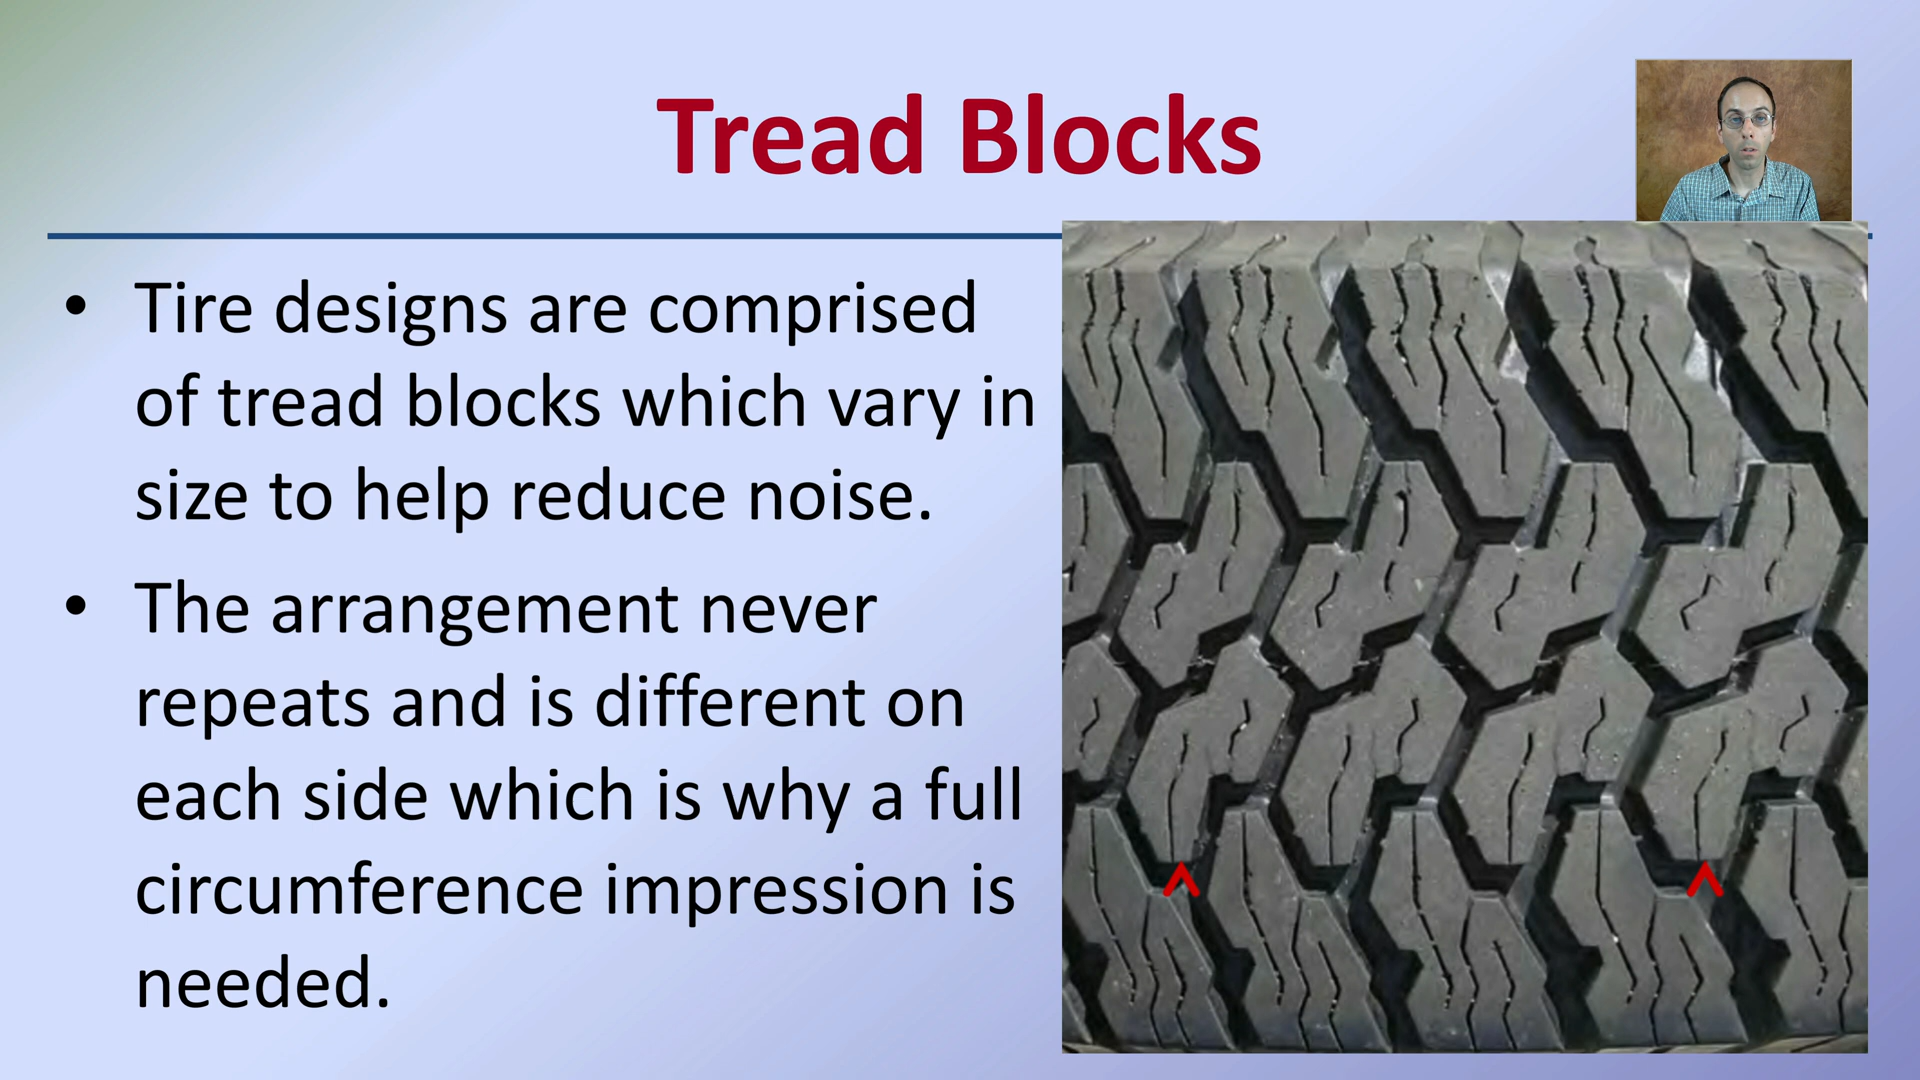 Tread Blocks
• Tire designs are comprised
of tread blocks which vary in
size to help reduce noise.
• The arrangement never
repeats and is different on
each side which is why a full
circumference impression is
needed.